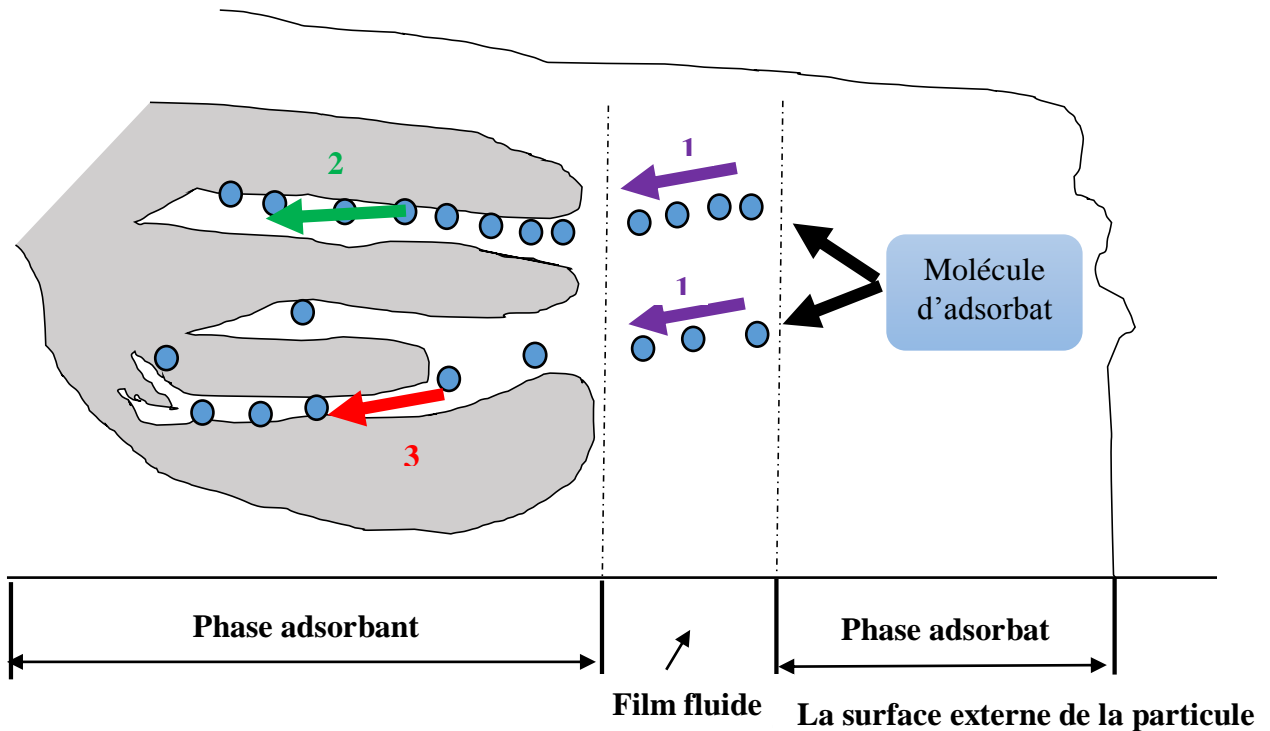 1
2
Molécule
d’adsorbat
1
3
Phase adsorbant
Phase adsorbat
Film fluide
La surface externe de la particule